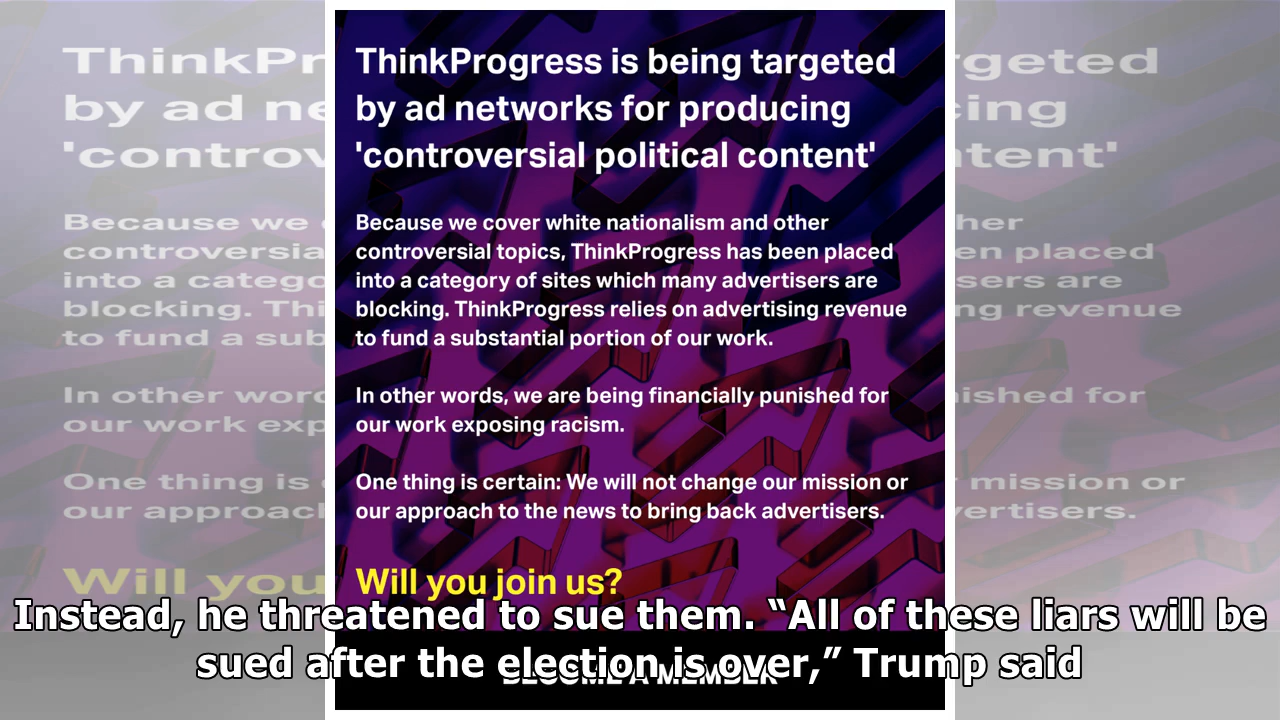 ThinkProgress is being targeted
by ad networks for producing
'controversial political content'
Because we cover white nationalism and other
controversial topics, ThinkProgress has been placed
into a category of sites which many advertisers are
blocking. ThinkProgress relies on advertising revenue
to fund a substantial portion of our work.
In other words, we are being financially punished for
our work exposing racism.
One thing is certain: We will not change our mission or
our approach to the news to bring back advertisers.
Will you join us?
BECOME A MEMBER
Instead, he threatened to sue them. “All of these liars will be
sued after the election is over,” Trump said